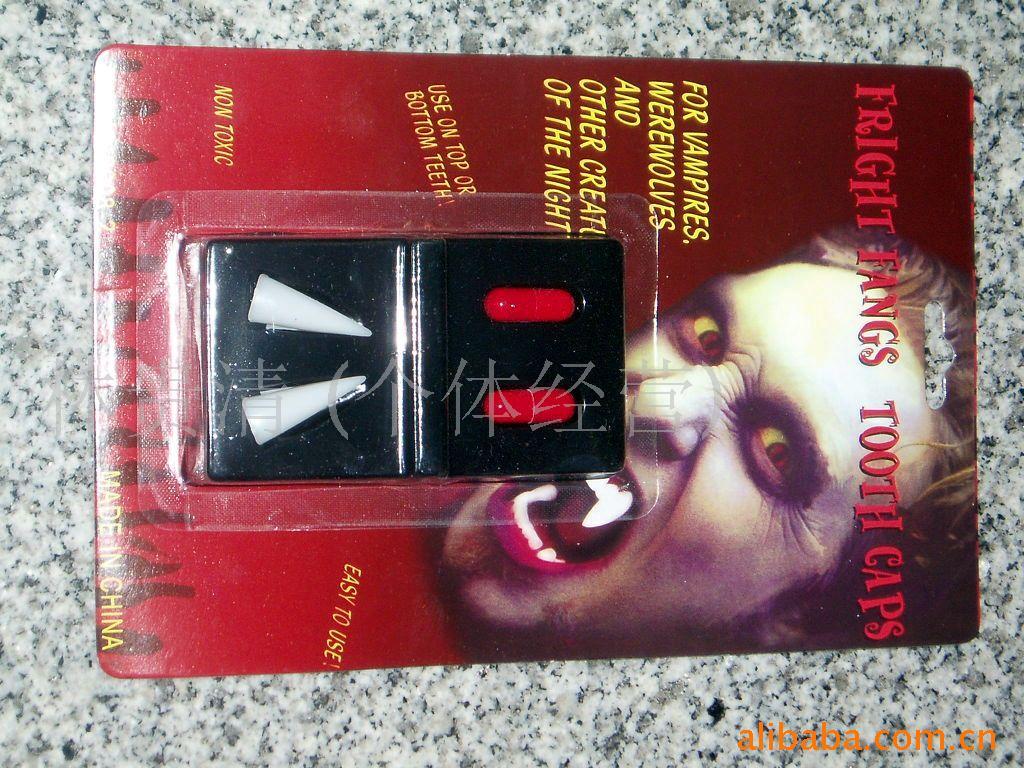 FRIGHT FANGS TOOTH CAPS
FOR VAMPIRES,
WEREWOLVES
AND
OTHER CREAT
OF THE NIGHT
USE ON TOP OR
BOTTOM TEETH!
NON TOXIC
EASY TO USE!
MADE IN CHINA
清(个体经营)
alibaba.com.cn